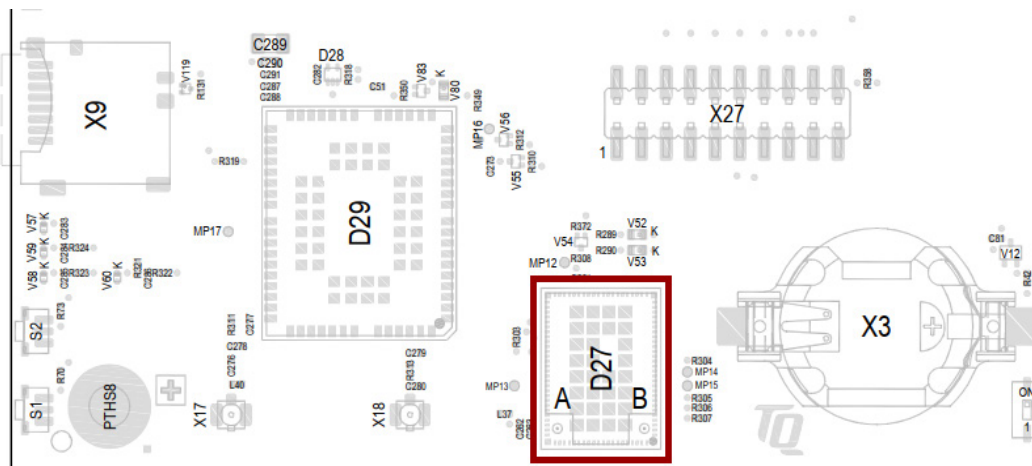 C289
C290
C291
C287
C288
D28
C282
R318
C51
R350
V83
K
V80
R349
V119
R131
X9
MP16
V56
R312
C273
V55
R310
X27
1
R358
R319
D29
MP17
V57
K
C283
V59
K
C284
R324
V58
K
C285
R323
V60
K
R321
C286
R322
R372
V54
R289
V52
K
R290
V53
K
R308
MP12
C81
V12
R42
S2
R73
R70
S1
PTHS8
R311
C277
C278
C276
L40
X17
C279
R313
C280
X18
R303
MP13
L37
C262
D27
A
B
R304
MP14
MP15
R305
R306
R307
X3
TQ
ON
1